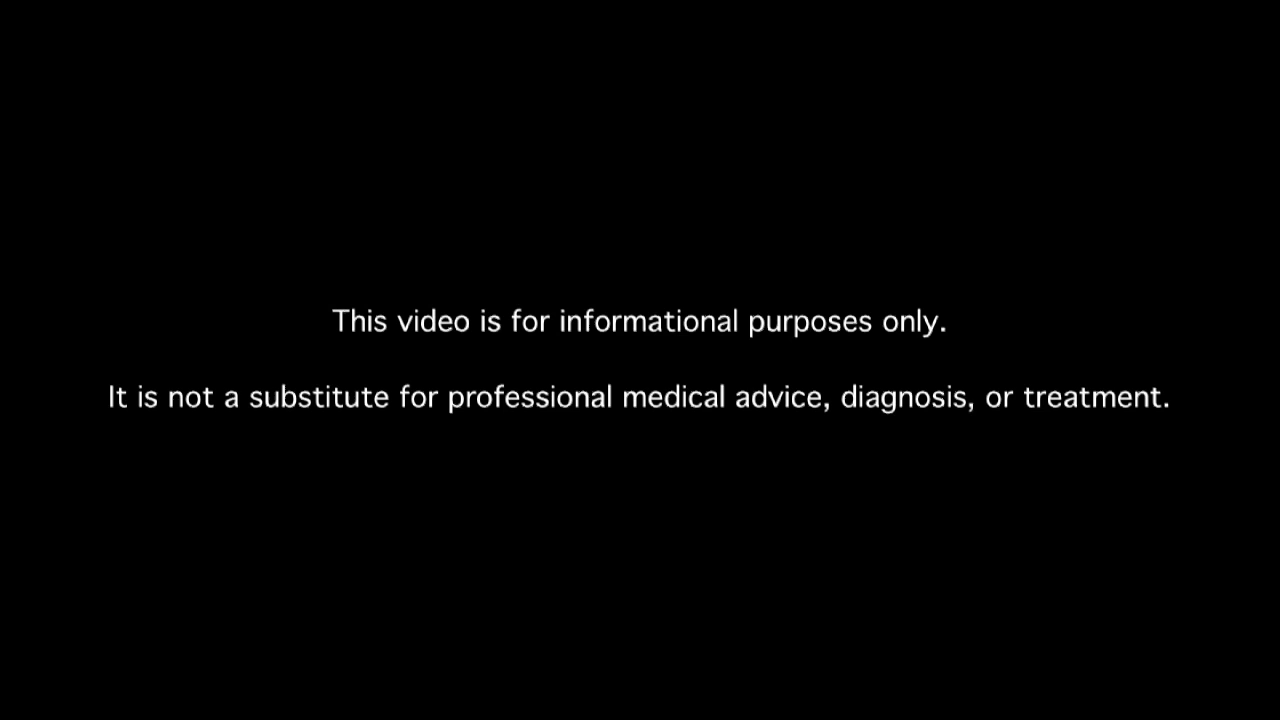 This video is for informational purposes only.
It is not a substitute for professional medical advice, diagnosis, or treatment.